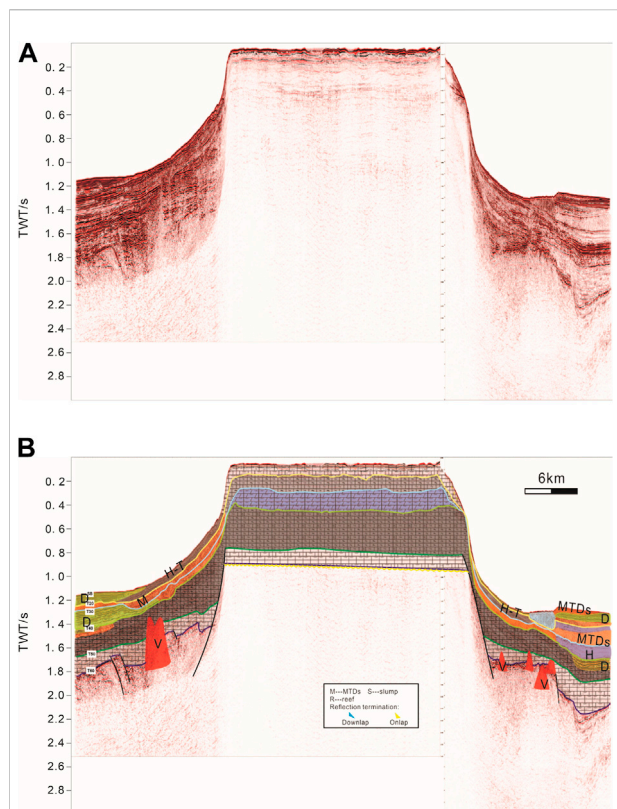 A
0.2
0.4
0.6
0.8
1.0
1.2
1.4
1.6
1.8
2.0
2.2
2.4
2.6
2.8
TWT/s
B
6km
0.2
0.4
0.6
0.8
1.0
1.2
1.4
1.6
1.8
2.0
2.2
2.4
2.6
2.8
TWT/s
H-T
D
M
D
V
H-T
MTDs
D
MTDs
H
D
V
V
M---MTDs S---slump
R---reef
Reflection termination:
Downlap Onlap